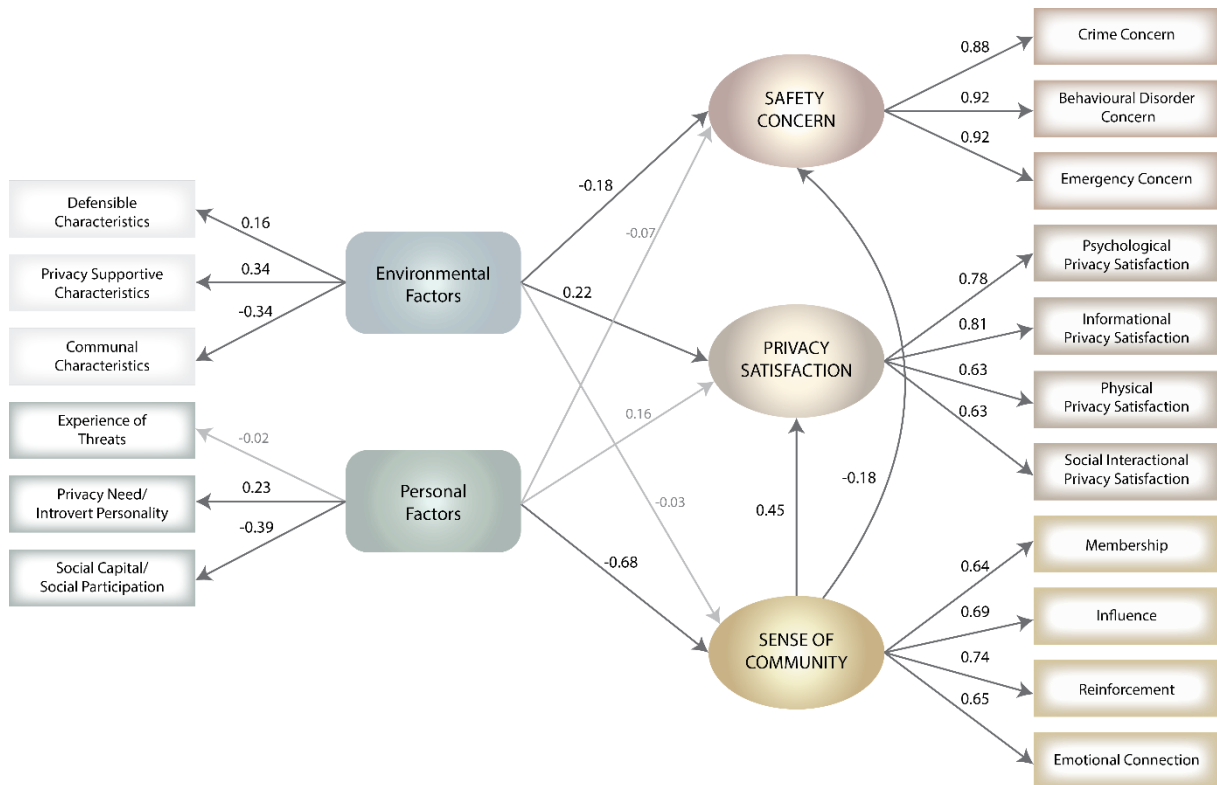 Defensible
Characteristics
Privacy Supportive
Characteristics
Communal
Characteristics
Experience of
Threats
Privacy Need/
Introvert Personality
Social Capital/
Social Participation
0.16
0.34
-0.34
-0.02
0.23
-0.39
Environmental
Factors
Personal
Factors
-0.18
-0.07
0.22
0.16
-0.03
-0.68
SAFETY
CONCERN
PRIVACY
SATISFACTION
SENSE OF
COMMUNITY
0.45
-0.18
0.88
0.92
0.92
0.78
0.81
0.63
0.63
0.64
0.69
0.74
0.65
Crime Concern
Behavioural Disorder
Concern
Emergency Concern
Psychological
Privacy Satisfaction
Informational
Privacy Satisfaction
Physical
Privacy Satisfaction
Social Interactional
Privacy Satisfaction
Membership
Influence
Reinforcement
Emotional Connection